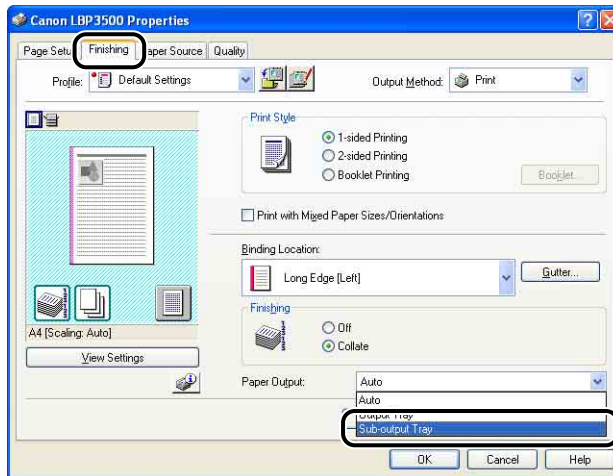 Canon LBP3500 Properties
Page Setu Finishing Paper Source Quality
Profile: Default Settings Output Method: Print
Print Style
1-sided Printing
2-sided Printing
Booklet Printing Booklet...
Print with Mixed Paper Sizes/Orientations
Binding Location:
Long Edge [Left] Gutter...
Finishing
Off
Collate
A4 [Scaling: Auto]
View Settings
Paper Output: Auto
Auto
Output Tray
Sub-output Tray
OK Cancel Help